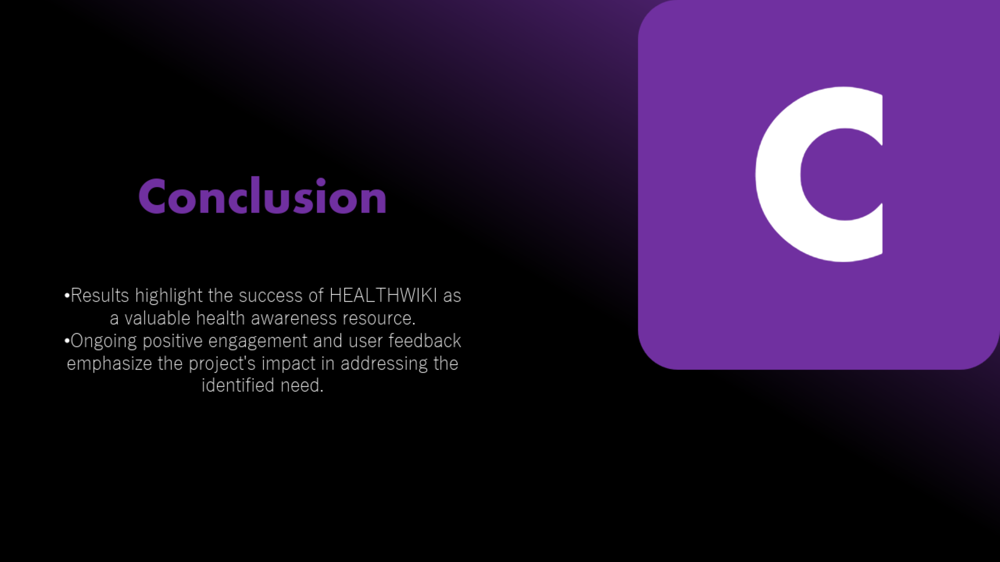 C
Conclusion
•Results highlight the success of HEALTHWIKI as
a valuable health awareness resource.
•Ongoing positive engagement and user feedback
emphasize the project's impact in addressing the
identified need.